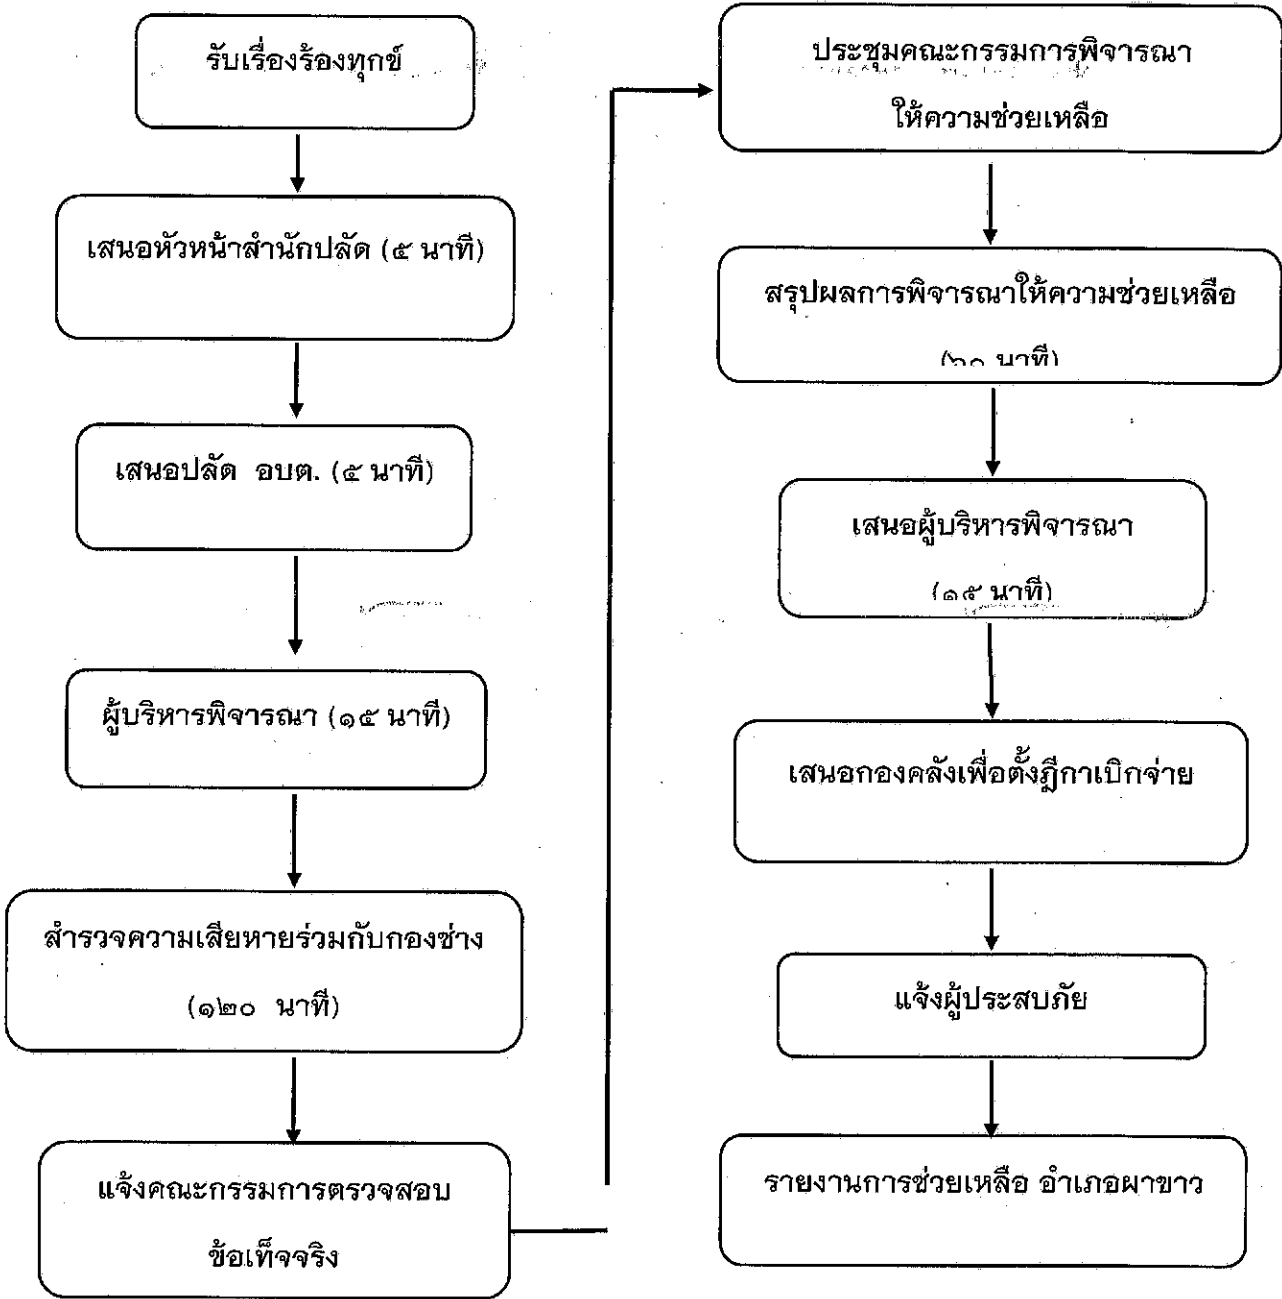 รับเรื่องร้องทุกข์
เสนอหัวหน้าสำนักปลัด (๕ นาที)
เสนอปลัด อบต. (๕ นาที)
ผู้บริหารพิจารณา (๑๕ นาที)
สำรวจความเสียหายร่วมกับกองช่าง
(๑๒๐ นาที)
แจ้งคณะกรรมการตรวจสอบ
ข้อเท็จจริง
ประชุมคณะกรรมการพิจารณา
ให้ความช่วยเหลือ
สรุปผลการพิจารณาให้ความช่วยเหลือ
นาที)
เสนอผู้บริหารพิจารณา
(๑๕ นาที)
เสนอกองคลังเพื่อตั้งฎีกาเบิกจ่าย
แจ้งผู้ประสบภัย
รายงานการช่วยเหลือ อำเภอผาขาว